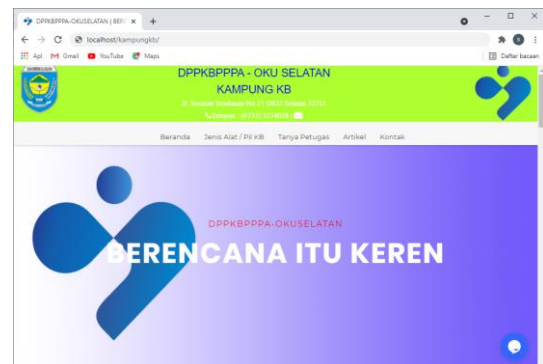 DPPKBPPPA-OKUSELATAN | BERE
localhost/kampungkb/
Apl Gmail YouTube Maps Daftar bacaan
DPPKBPPPA - OKU SELATAN
KAMPUNG KB
Beranda Jenis Alat / Pil KB Tanya Petugas Artikel Kontak
DPPKBPPPA-OKUSELATAN
BERENCANA ITU KEREN